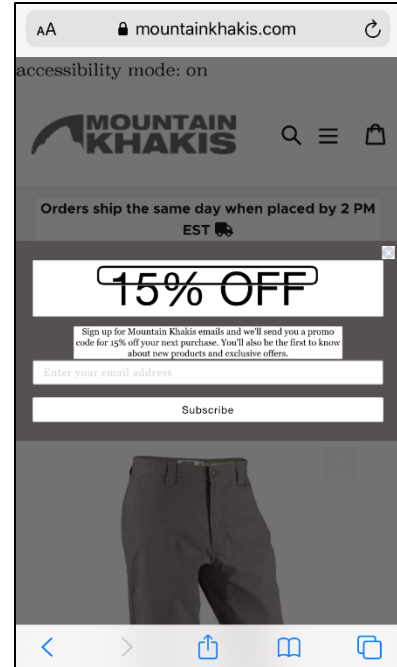 AA mountainkhakis.com
accessibility mode: on
MOUNTAIN
KHAKIS
Orders ship the same day when placed by 2 PM
EST
15% OFF
Sign up for Mountain Khakis emails and we'll send you a promo
code for 15% off your next purchase. You'll also be the first to know
about new products and exclusive offers.
Enter your email address
Subscribe